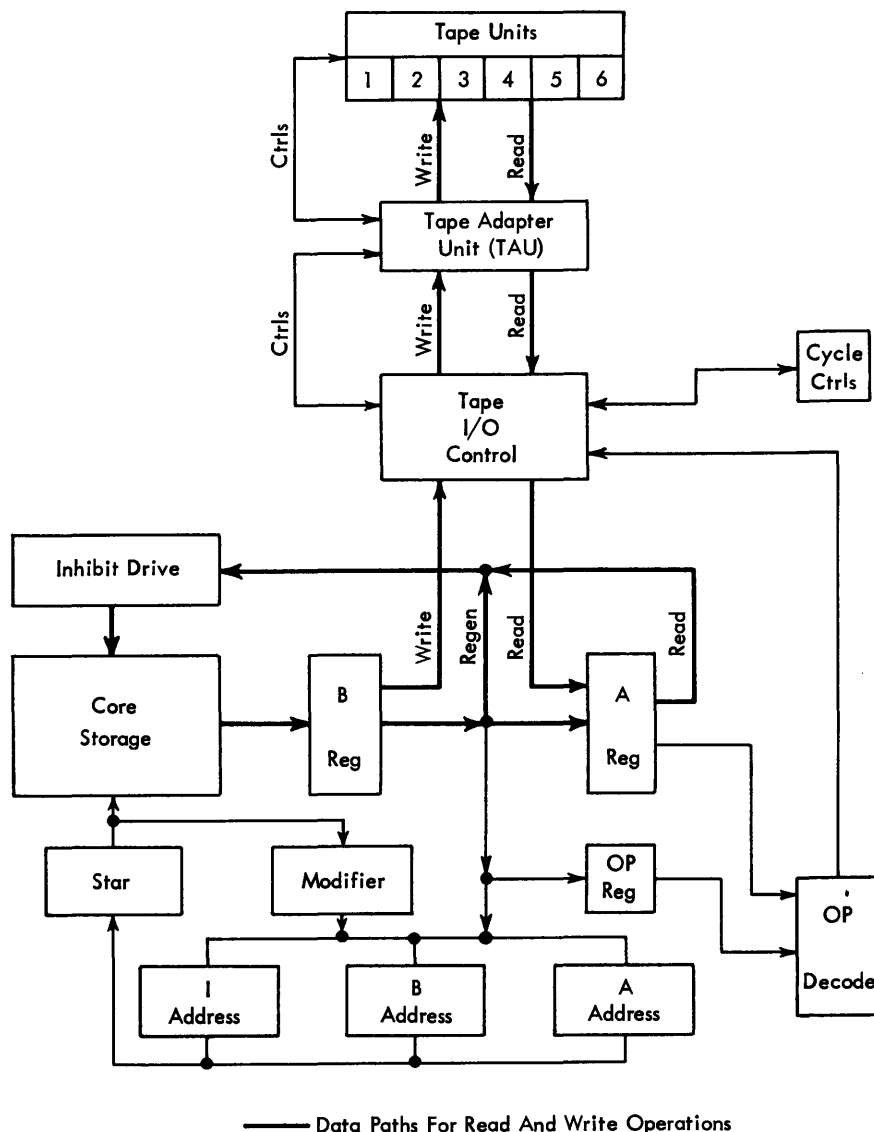 Tape Units
1 2 3 4 5 6
Ctrls
Write
Read
Tape Adapter
Unit (TAU)
Ctrls
Write
Read
Cycle
Ctrls
Tape
I/O
Control
Inhibit Drive
Write
Regen
Read
Read
Core
Storage
B
Reg
A
Reg
Star
Modifier
OP
Reg
OP
Decode
I
Address
B
Address
A
Address
Data Paths For Read And Write Operations